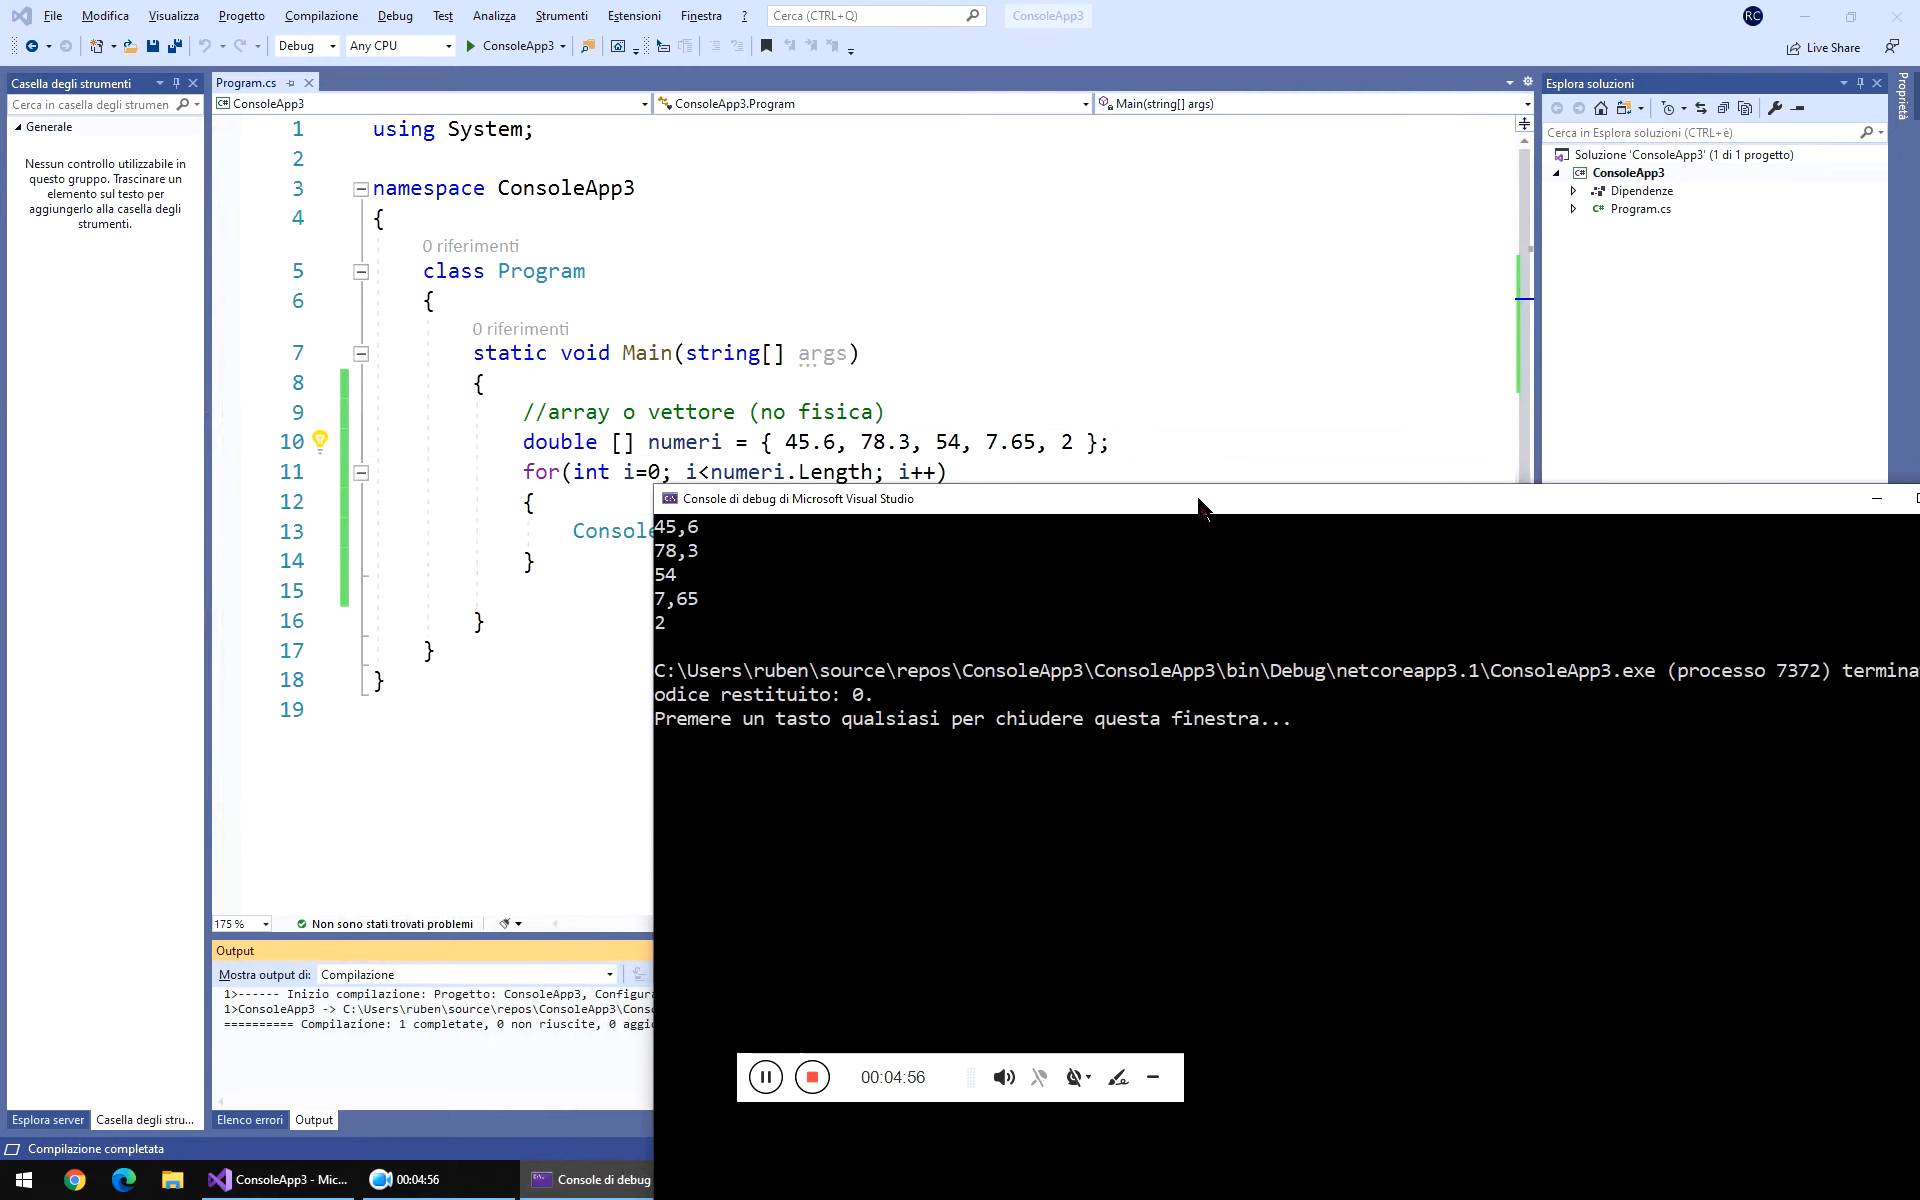 File Modifica Visualizza Progetto Compilazione Debug Test Analizza Strumenti Estensioni Finestra ? Cerca (CTRL+Q) ConsoleApp3 RC
Debug Any CPU ConsoleApp3 Live Share
Casella degli strumenti
Cerca in casella degli strumen
Generale
Nessun controllo utilizzabile in
questo gruppo. Trascinare un
elemento sul testo per
aggiungerlo alla casella degli
strumenti.
Program.cs
ConsoleApp3 ConsoleApp3.Program Main(string[] args)
1 using System;
2
3 namespace ConsoleApp3
4 {
0 riferimenti
5 class Program
6 {
0 riferimenti
7 static void Main(string[] args)
8 {
9 //array o vettore (no fisica)
10 double [] numeri = { 45.6, 78.3, 54, 7.65, 2 };
11 for(int i=0; i<numeri.Length; i++)
12 {
13 Console
14 }
15
16 }
17 }
18 }
19
175 % Non sono stati trovati problemi
Esplora soluzioni
Cerca in Esplora soluzioni (CTRL+è)
Soluzione 'ConsoleApp3' (1 di 1 progetto)
C# ConsoleApp3
Dipendenze
C# Program.cs
Proprietà
Console di debug di Microsoft Visual Studio
45,6
78,3
54
7,65
2
C:\Users\ruben\source\repos\ConsoleApp3\ConsoleApp3\bin\Debug\netcoreapp3.1\ConsoleApp3.exe (processo 7372) termina
odice restituito: 0.
Premere un tasto qualsiasi per chiudere questa finestra...
Output
Mostra output di: Compilazione
1>------ Inizio compilazione: Progetto: ConsoleApp3, Configura
1>ConsoleApp3 -> C:\Users\ruben\source\repos\ConsoleApp3\Conso
========== Compilazione: 1 completate, 0 non riuscite, 0 aggi
00:04:56
Esplora server Casella degli stru... Elenco errori Output
Compilazione completata
ConsoleApp3 - Mic... 00:04:56 Console di debug